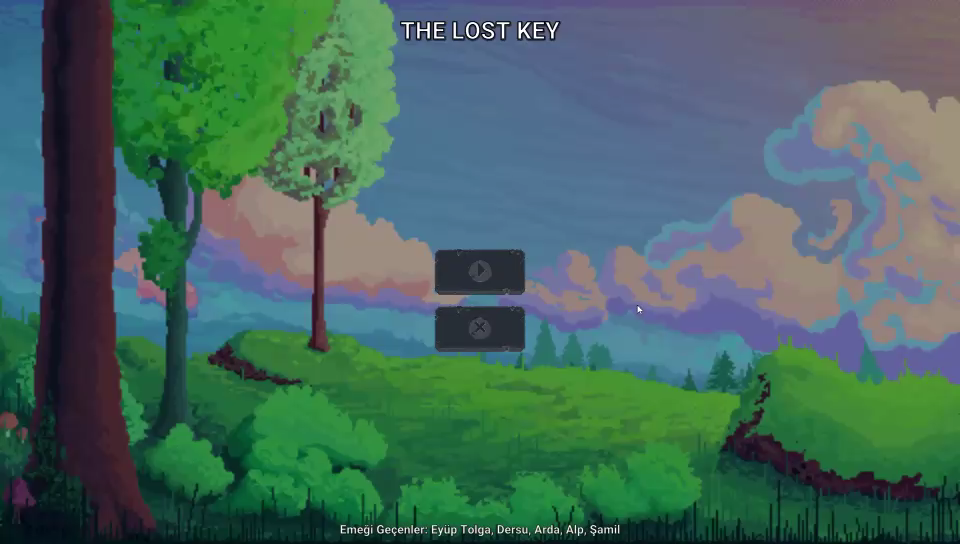 THE LOST KEY
Emeği Geçenler: Eyüp Tolga, Dersu, Arda, Alp, Şamil